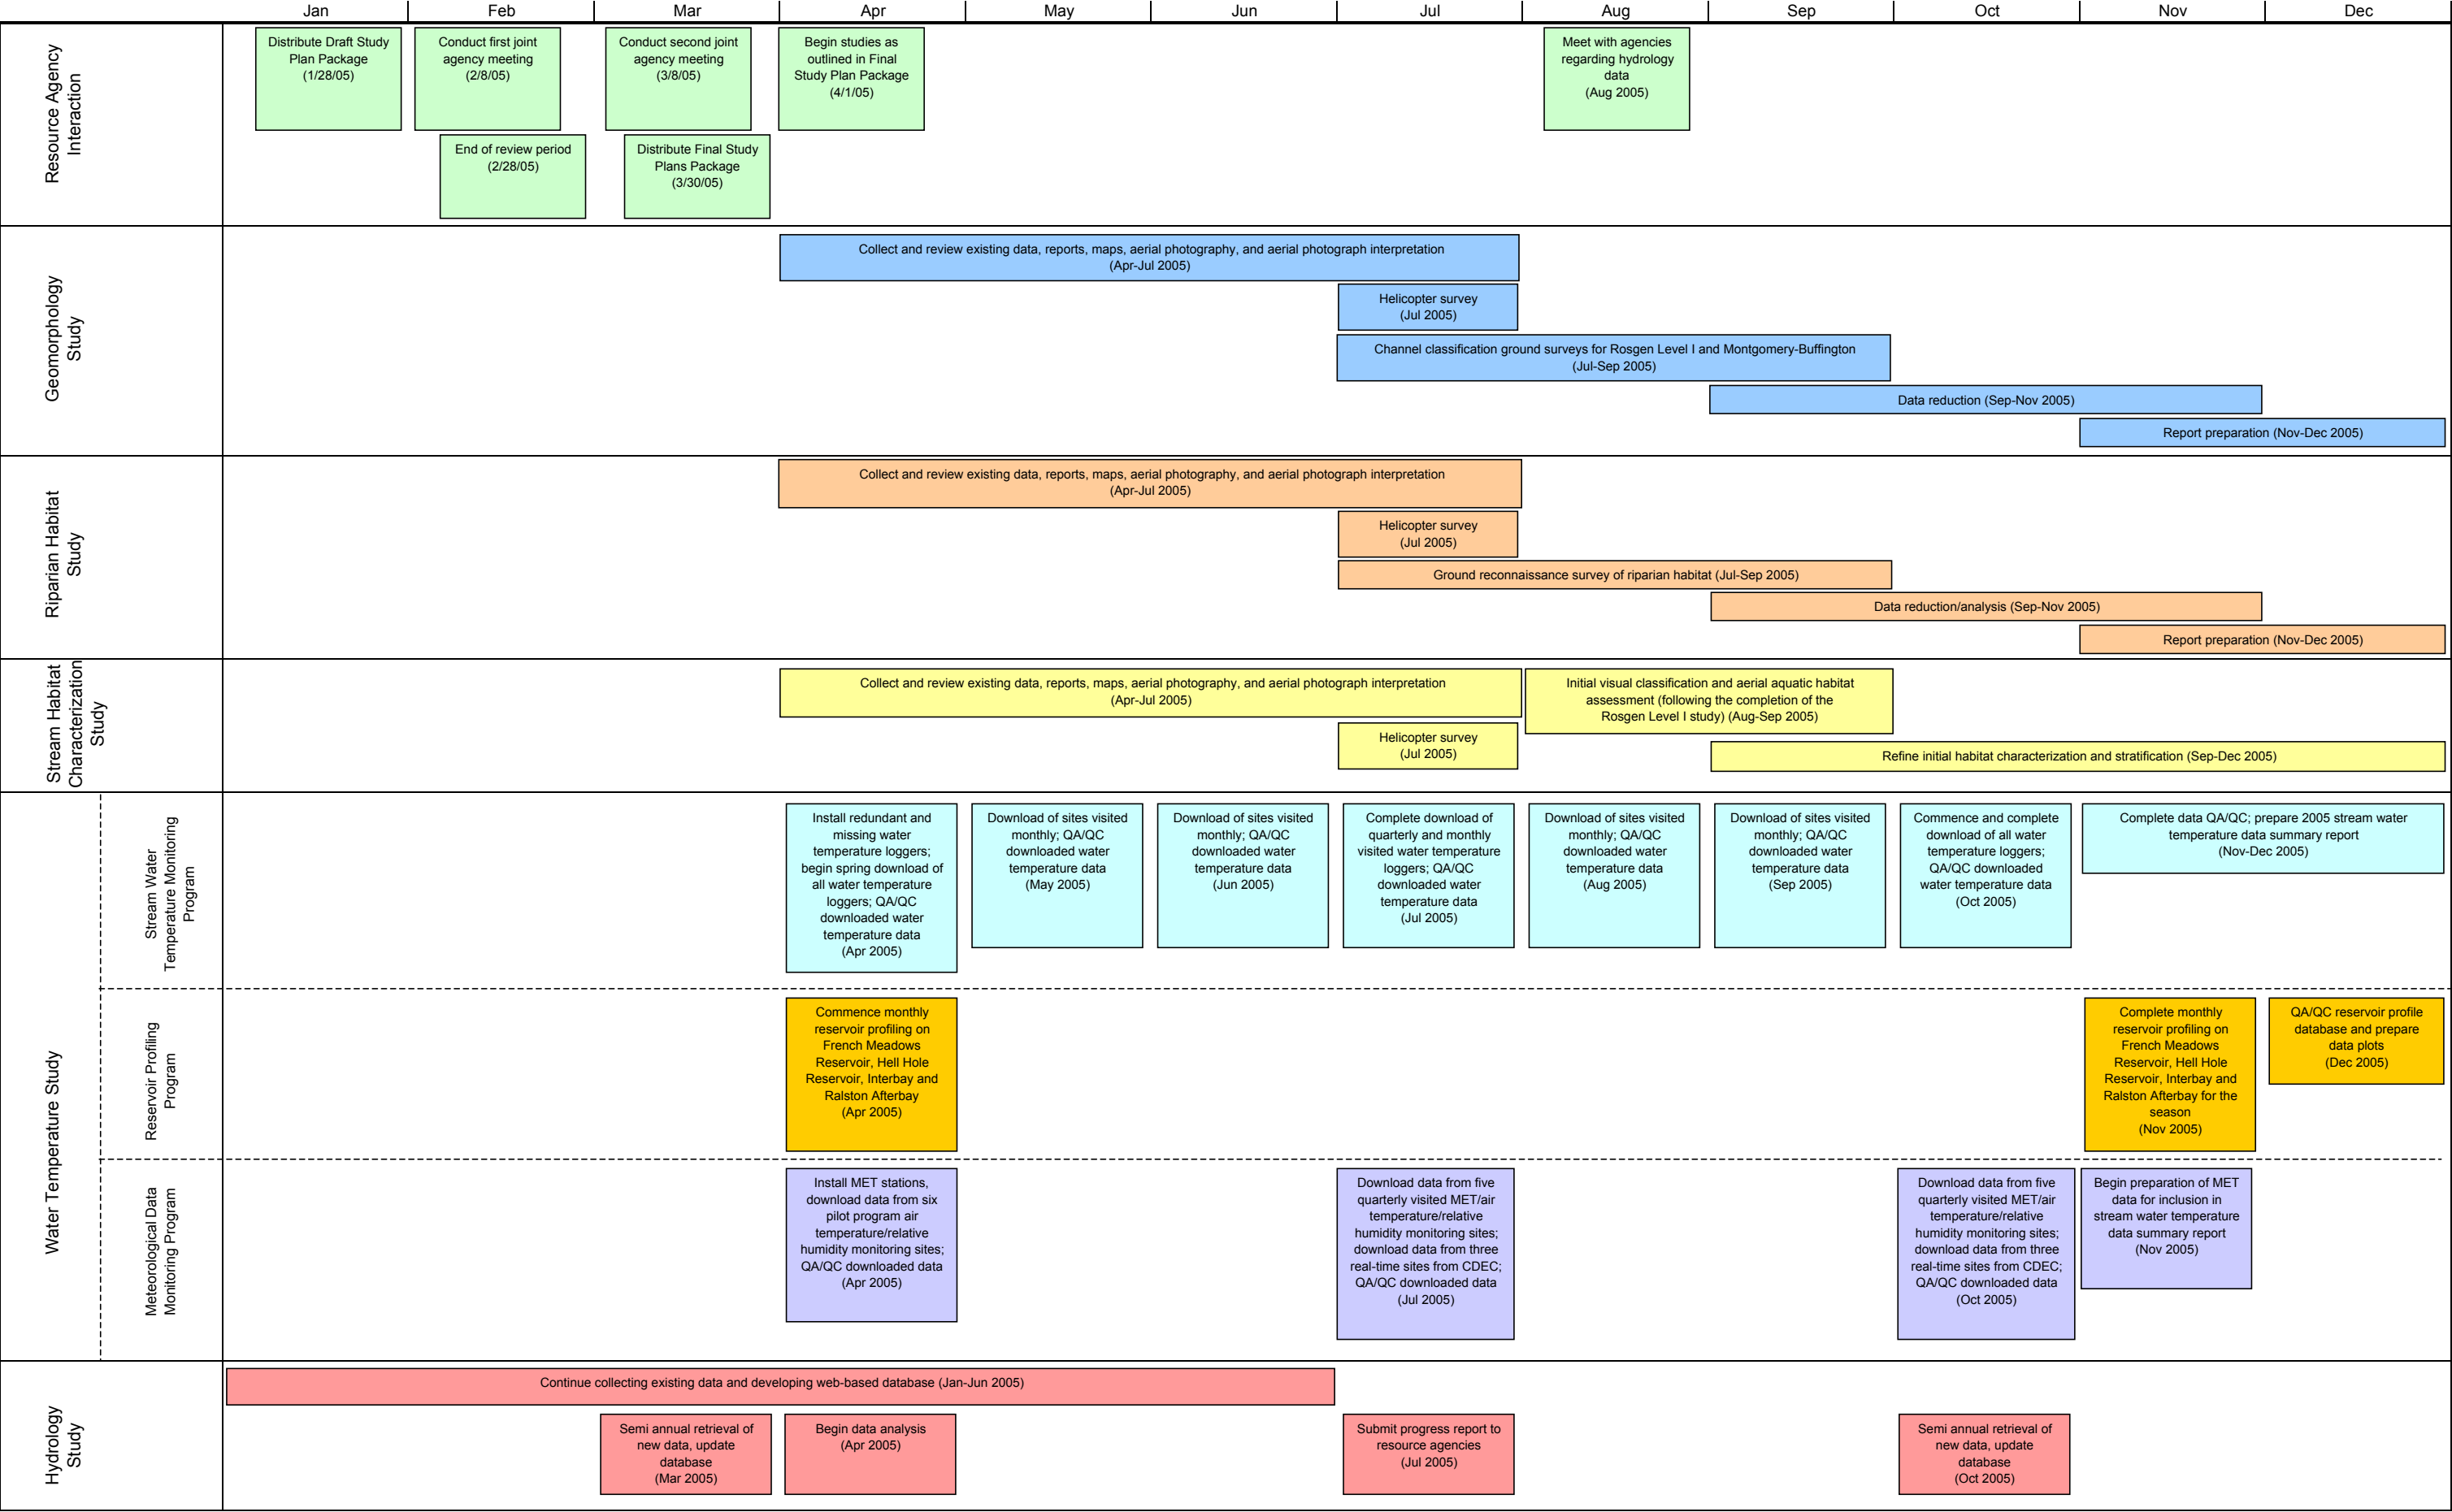 Jan
Feb
Mar
Apr
May
Jun
Jul
Aug
Sep
Oct
Nov
Dec
Resource Agency
Interaction
Distribute Draft Study
Plan Package
(1/28/05)
Conduct first joint
agency meeting
(2/8/05)
Conduct second joint
agency meeting
(3/8/05)
Begin studies as
outlined in Final
Study Plan Package
(4/1/05)
Meet with agencies
regarding hydrology
data
(Aug 2005)
End of review period
(2/28/05)
Distribute Final Study
Plans Package
(3/30/05)
Geomorphology
Study
Collect and review existing data, reports, maps, aerial photography, and aerial photograph interpretation
(Apr-Jul 2005)
Helicopter survey
(Jul 2005)
Channel classification ground surveys for Rosgen Level I and Montgomery-Buffington
(Jul-Sep 2005)
Data reduction (Sep-Nov 2005)
Report preparation (Nov-Dec 2005)
Riparian Habitat
Study
Collect and review existing data, reports, maps, aerial photography, and aerial photograph interpretation
(Apr-Jul 2005)
Helicopter survey
(Jul 2005)
Ground reconnaissance survey of riparian habitat (Jul-Sep 2005)
Data reduction/analysis (Sep-Nov 2005)
Report preparation (Nov-Dec 2005)
Stream Habitat
Characterization
Study
Collect and review existing data, reports, maps, aerial photography, and aerial photograph interpretation
(Apr-Jul 2005)
Initial visual classification and aerial aquatic habitat
assessment (following the completion of the
Rosgen Level I study) (Aug-Sep 2005)
Helicopter survey
(Jul 2005)
Refine initial habitat characterization and stratification (Sep-Dec 2005)
Water Temperature Study
Stream Water
Temperature Monitoring
Program
Install redundant and
missing water
temperature loggers;
begin spring download of
all water temperature
loggers; QA/QC
downloaded water
temperature data
(Apr 2005)
Download of sites visited
monthly; QA/QC
downloaded water
temperature data
(May 2005)
Download of sites visited
monthly; QA/QC
downloaded water
temperature data
(Jun 2005)
Complete download of
quarterly and monthly
visited water temperature
loggers; QA/QC
downloaded water
temperature data
(Jul 2005)
Download of sites visited
monthly; QA/QC
downloaded water
temperature data
(Aug 2005)
Download of sites visited
monthly; QA/QC
downloaded water
temperature data
(Sep 2005)
Commence and complete
download of all water
temperature loggers;
QA/QC downloaded
water temperature data
(Oct 2005)
Complete data QA/QC; prepare 2005 stream water
temperature data summary report
(Nov-Dec 2005)
Reservoir Profiling
Program
Commence monthly
reservoir profiling on
French Meadows
Reservoir, Hell Hole
Reservoir, Interbay and
Ralston Afterbay
(Apr 2005)
Complete monthly
reservoir profiling on
French Meadows
Reservoir, Hell Hole
Reservoir, Interbay and
Ralston Afterbay for the
season
(Nov 2005)
QA/QC reservoir profile
database and prepare
data plots
(Dec 2005)
Meteorological Data
Monitoring Program
Install MET stations,
download data from six
pilot program air
temperature/relative
humidity monitoring sites;
QA/QC downloaded data
(Apr 2005)
Download data from five
quarterly visited MET/air
temperature/relative
humidity monitoring sites;
download data from three
real-time sites from CDEC;
QA/QC downloaded data
(Jul 2005)
Download data from five
quarterly visited MET/air
temperature/relative
humidity monitoring sites;
download data from three
real-time sites from CDEC;
QA/QC downloaded data
(Oct 2005)
Begin preparation of MET
data for inclusion in
stream water temperature
data summary report
(Nov 2005)
Hydrology
Study
Continue collecting existing data and developing web-based database (Jan-Jun 2005)
Semi annual retrieval of
new data, update
database
(Mar 2005)
Begin data analysis
(Apr 2005)
Submit progress report to
resource agencies
(Jul 2005)
Semi annual retrieval of
new data, update
database
(Oct 2005)